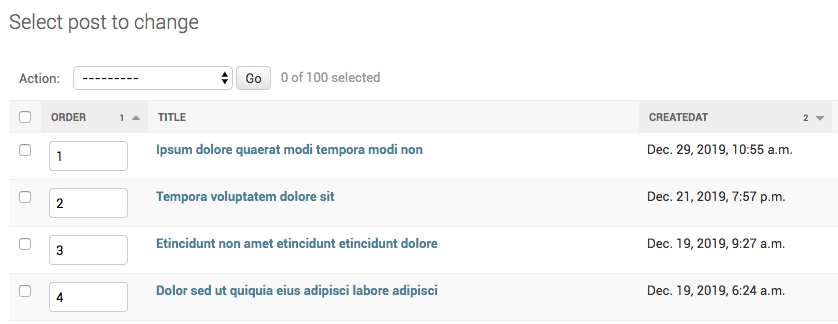 Select post to change
Action: --------- Go 0 of 100 selected
ORDER 1 TITLE CREATEDAT 2
1 Ipsum dolore quaerat modi tempora modi non Dec. 29, 2019, 10:55 a.m.
2 Tempora voluptatem dolore sit Dec. 21, 2019, 7:57 p.m.
3 Etincidunt non amet etincidunt etincidunt dolore Dec. 19, 2019, 9:27 a.m.
4 Dolor sed ut quiquia eius adipisci labore adipisci Dec. 19, 2019, 6:24 a.m.